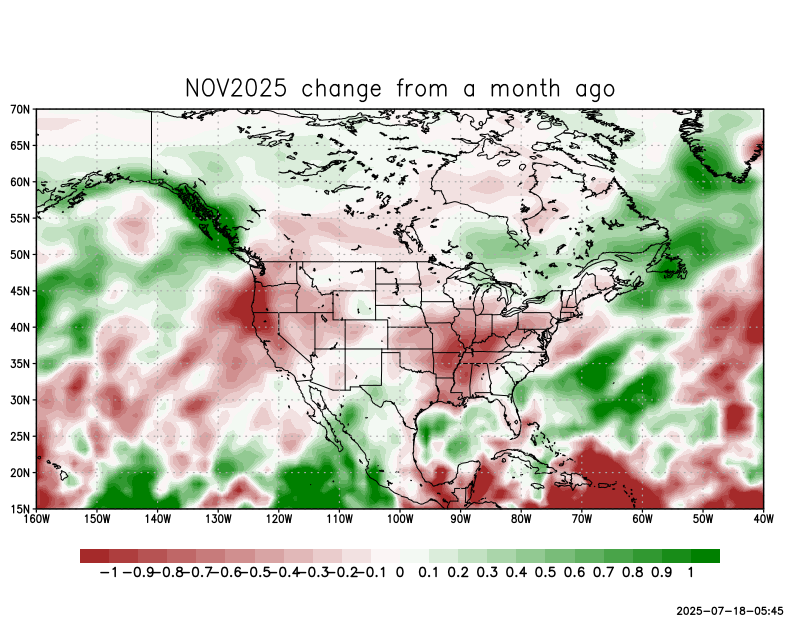 NOV2025 change from a month ago
70N
65N
60N
55N
50N
45N
40N
35N
30N
25N
20N
15N
160W 150W 140W 130W 120W 110W 100W 90W 80W 70W 60W 50W 40W
-1 -0.9 -0.8 -0.7 -0.6 -0.5 -0.4 -0.3 -0.2 -0.1 0 0.1 0.2 0.3 0.4 0.5 0.6 0.7 0.8 0.9 1
2025-07-18-05:45